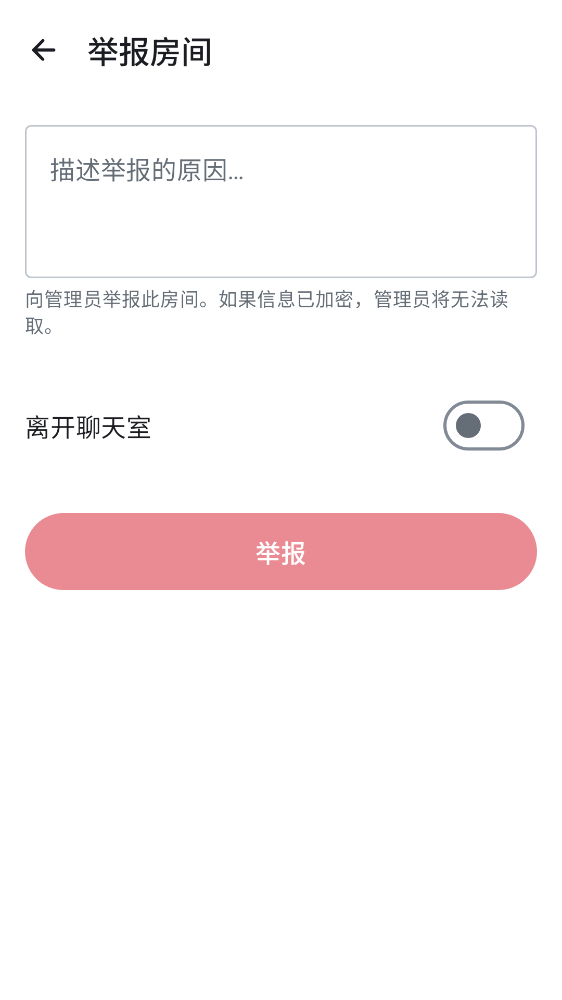 举报房间
描述举报的原因...
向管理员举报此房间。如果信息已加密，管理员将无法读
取。
离开聊天室
举报